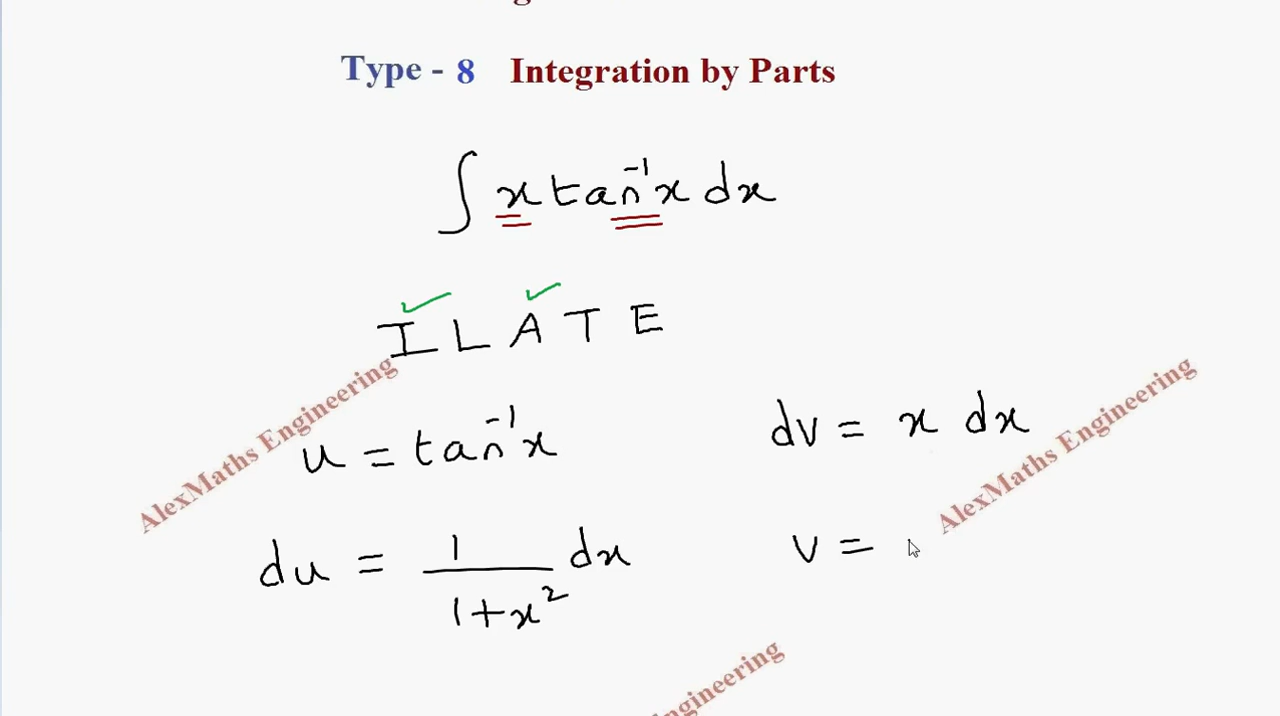 Type - 8 Integration by Parts
∫ x tan⁻¹x dx
I L A T E
u = tan⁻¹x
dv = x dx
du = 1/(1+x²) dx
v =
AlexMaths Engineering
AlexMaths Engineering
ngineering